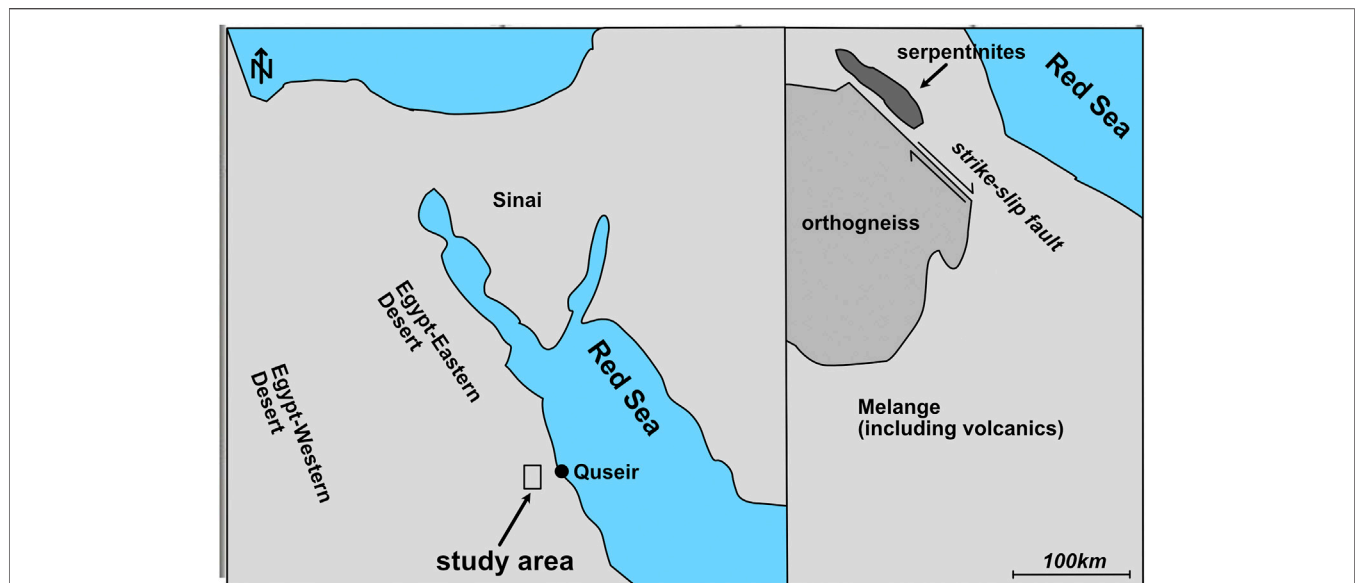 N
Sinai
Egypt-Eastern
Desert
Egypt-Western
Desert
Red Sea
Quseir
study area
serpentinites
Red Sea
strike-slip fault
orthogneiss
Melange
(including volcanics)
100km